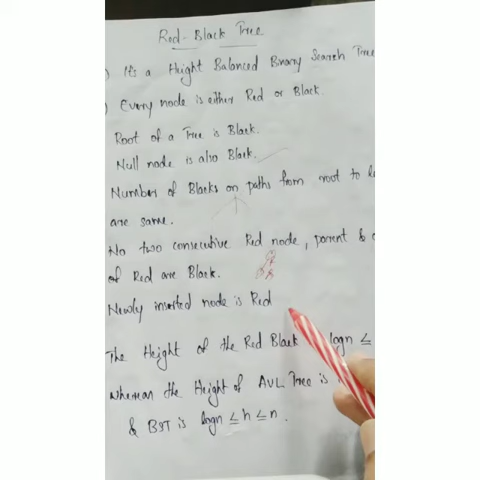 Red-Black Tree
) It's a Height Balanced Binary Search Tree
) Every node is either Red or Black.
Root of a Tree is Black.
Null node is also Black.
Number of Blacks on paths from root to
are same.
No two consecutive Red node, parent &
of Red are Black.
Newly inserted node is Red
The Height of the Red Black logn ≤
whereas the Height of AVL Tree is
& BST is logn ≤ h ≤ n.